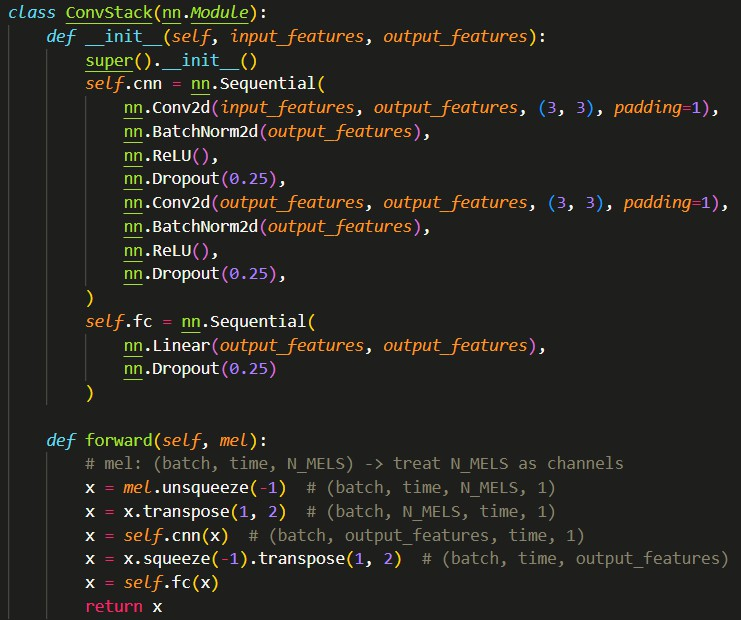 class ConvStack(nn.Module):
    def __init__(self, input_features, output_features):
        super().__init__()
        self.cnn = nn.Sequential(
            nn.Conv2d(input_features, output_features, (3, 3), padding=1),
            nn.BatchNorm2d(output_features),
            nn.ReLU(),
            nn.Dropout(0.25),
            nn.Conv2d(output_features, output_features, (3, 3), padding=1),
            nn.BatchNorm2d(output_features),
            nn.ReLU(),
            nn.Dropout(0.25),
        )
        self.fc = nn.Sequential(
            nn.Linear(output_features, output_features),
            nn.Dropout(0.25)
        )

    def forward(self, mel):
        # mel: (batch, time, N_MELS) -> treat N_MELS as channels
        x = mel.unsqueeze(-1)  # (batch, time, N_MELS, 1)
        x = x.transpose(1, 2)  # (batch, N_MELS, time, 1)
        x = self.cnn(x)  # (batch, output_features, time, 1)
        x = x.squeeze(-1).transpose(1, 2)  # (batch, time, output_features)
        x = self.fc(x)
        return x